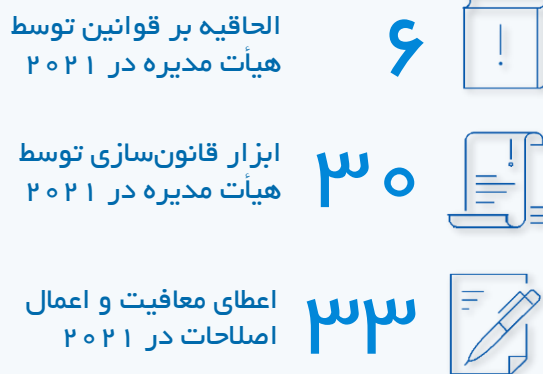 ۶
الحاقیه بر قوانین توسط
هیأت مدیره در ۲۰۲۱
۳۰
ابزار قانون‌سازی توسط
هیأت مدیره در ۲۰۲۱
۳۳
اعطای معافیت و اعمال
اصلاحات در ۲۰۲۱